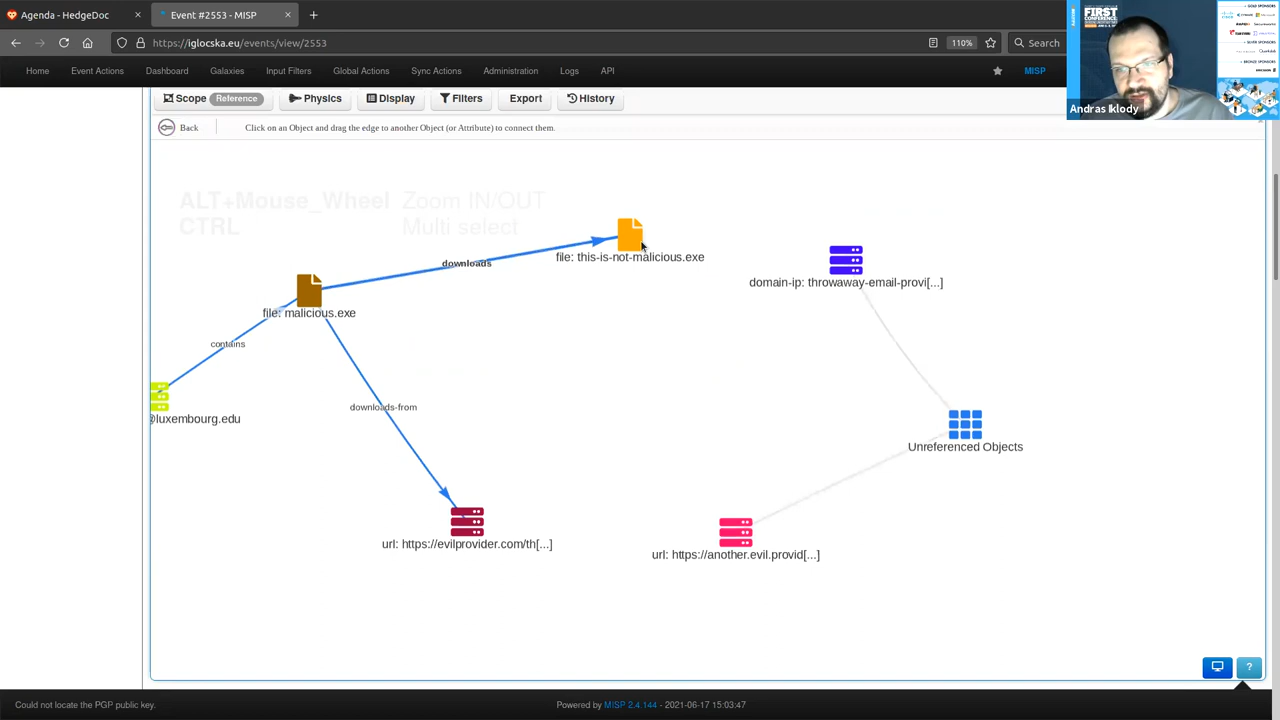 Agenda - HedgeDoc
Event #2553 - MISP
https://iglocska.eu/events/view/2553
110%
Search
Home Event Actions Dashboard Galaxies Input Filters Global Actions Sync Actions Administration Logs API MISP
Scope Reference Physics Display Filters Export History
Back Click on an Object and drag the edge to another Object (or Attribute) to connect them.
ALT+Mouse_Wheel Zoom IN/OUT
CTRL Multi select
downloads
file: this-is-not-malicious.exe
domain-ip: throwaway-email-provi[...]
file: malicious.exe
contains
downloads-from
@luxembourg.edu
Unreferenced Objects
url: https://evilprovider.com/th[...]
url: https://another.evil.provid[...]
?
Could not locate the PGP public key. Powered by MISP 2.4.144 - 2021-06-17 15:03:47
FIRST
CONFERENCE
Andras Iklody
GOLD SPONSORS
SILVER SPONSORS
BRONZE SPONSORS